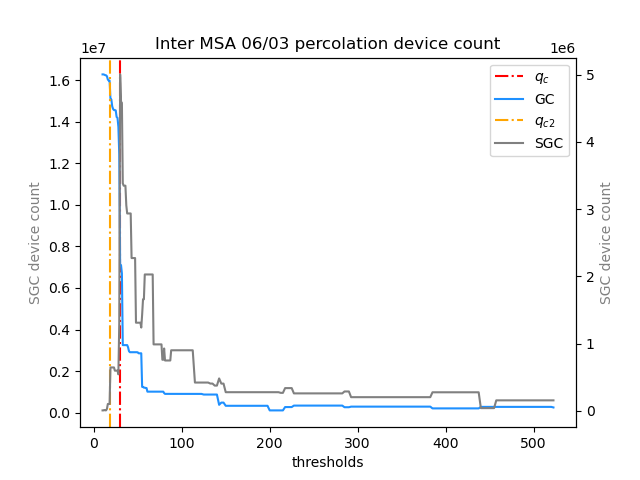 Inter MSA 06/03 percolation device count
1e7
1e6
1.6
1.4
1.2
1.0
0.8
0.6
0.4
0.2
0.0
SGC device count
5
4
3
2
1
0
SGC device count
q_c
GC
q_c2
SGC
0
100
200
300
400
500
thresholds